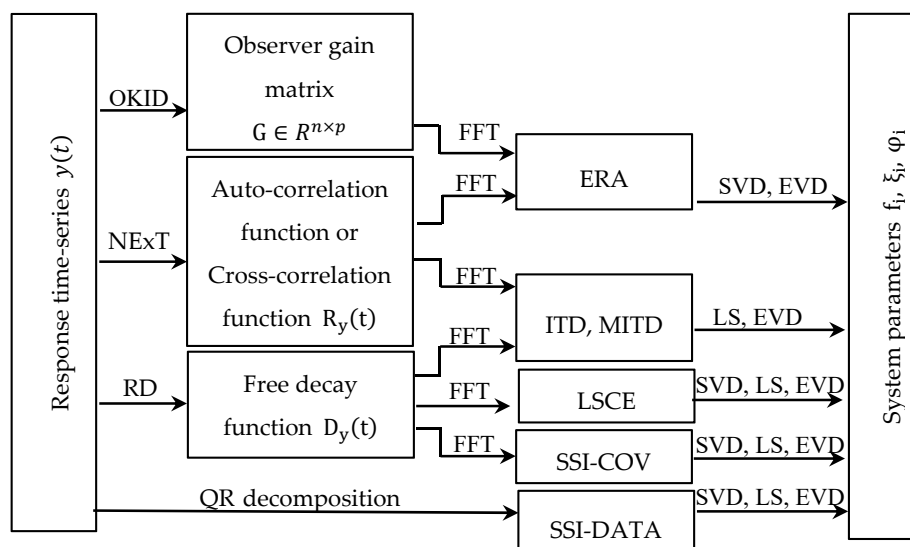 Response time-series y(t)
OKID
NExT
RD
Observer gain
matrix
G ∈ R^{n×p}
Auto-correlation
function or
Cross-correlation
function R_y(t)
Free decay
function D_y(t)
QR decomposition
FFT
FFT
FFT
FFT
FFT
FFT
ERA
ITD, MITD
LSCE
SSI-COV
SSI-DATA
SVD, EVD
LS, EVD
SVD, LS, EVD
SVD, LS, EVD
SVD, LS, EVD
System parameters f_i, ξ_i, φ_i